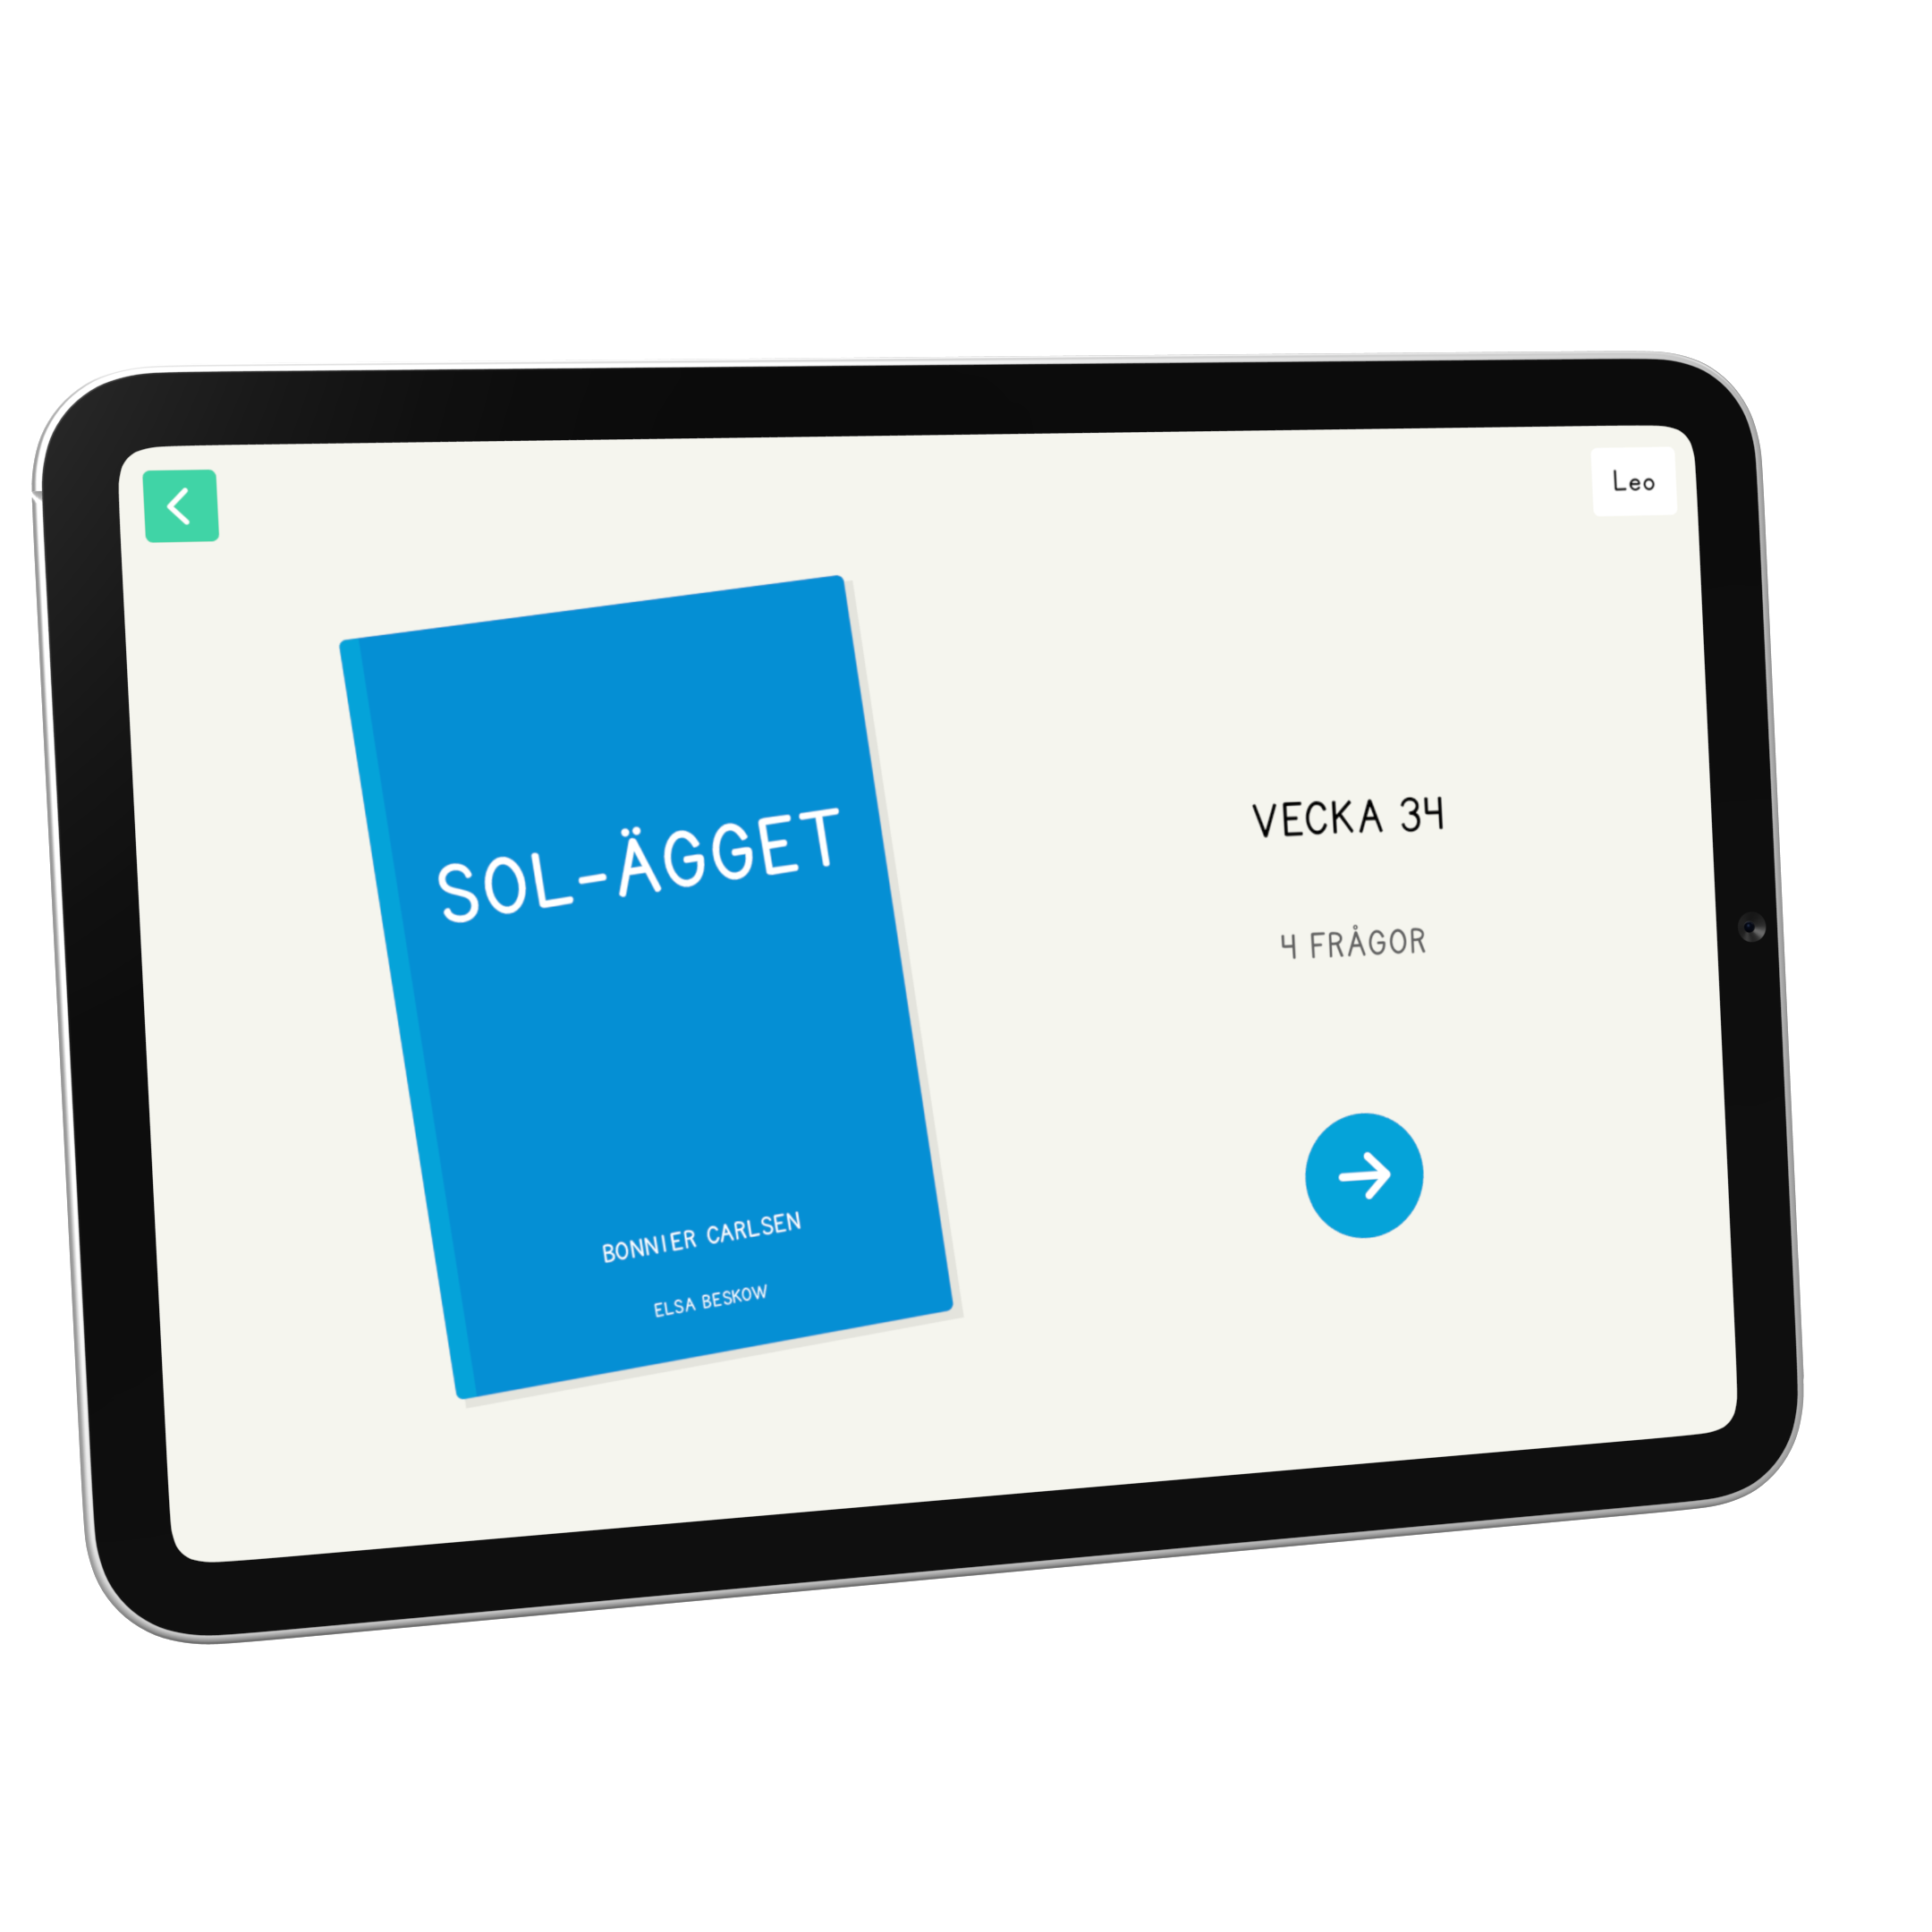 Leo
SOL-ÄGGET
BONNIER CARLSEN
ELSA BESKOW
VECKA 34
4 FRÅGOR